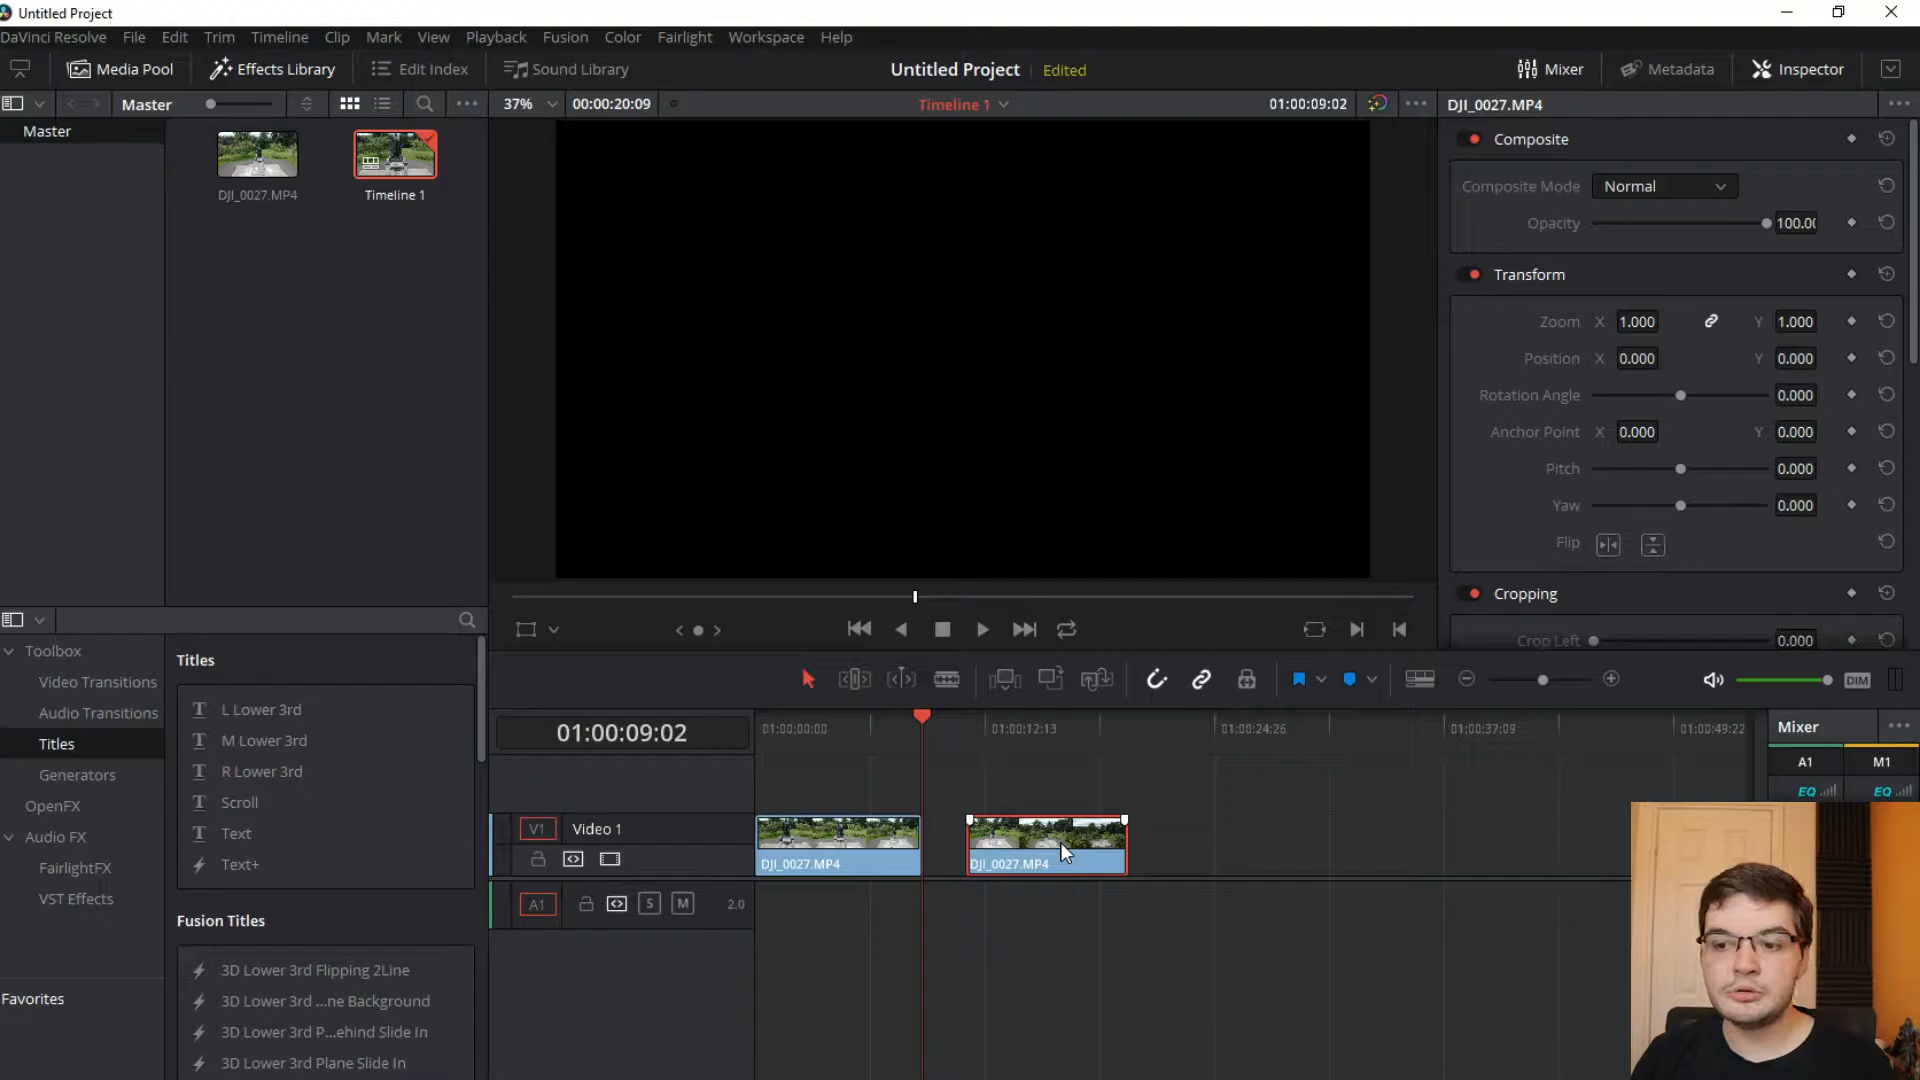 Untitled Project
DaVinci Resolve File Edit Trim Timeline Clip Mark View Playback Fusion Color Fairlight Workspace Help
Media Pool Effects Library Edit Index Sound Library Untitled Project Edited Mixer Metadata Inspector
Master 37% 00:00:20:09 Timeline 1 01:00:09:02 DJI_0027.MP4
Master
DJI_0027.MP4 Timeline 1
Composite
Composite Mode Normal
Opacity 100.00
Transform
Zoom X 1.000 Y 1.000
Position X 0.000 Y 0.000
Rotation Angle 0.000
Anchor Point X 0.000 Y 0.000
Pitch 0.000
Yaw 0.000
Flip
Cropping
Crop Left 0.000
Toolbox
Video Transitions
Audio Transitions
Titles
Generators
OpenFX
Audio FX
FairlightFX
VST Effects
Favorites
Titles
L Lower 3rd
M Lower 3rd
R Lower 3rd
Scroll
Text
Text+
Fusion Titles
3D Lower 3rd Flipping 2Line
3D Lower 3rd ...ne Background
3D Lower 3rd P...ehind Slide In
3D Lower 3rd Plane Slide In
DIM
01:00:09:02 01:00:00:00 01:00:12:13 01:00:24:26 01:00:37:09 01:00:49:22
V1 Video 1
DJI_0027.MP4 DJI_0027.MP4
A1 S M 2.0
Mixer
A1 M1
EQ EQ